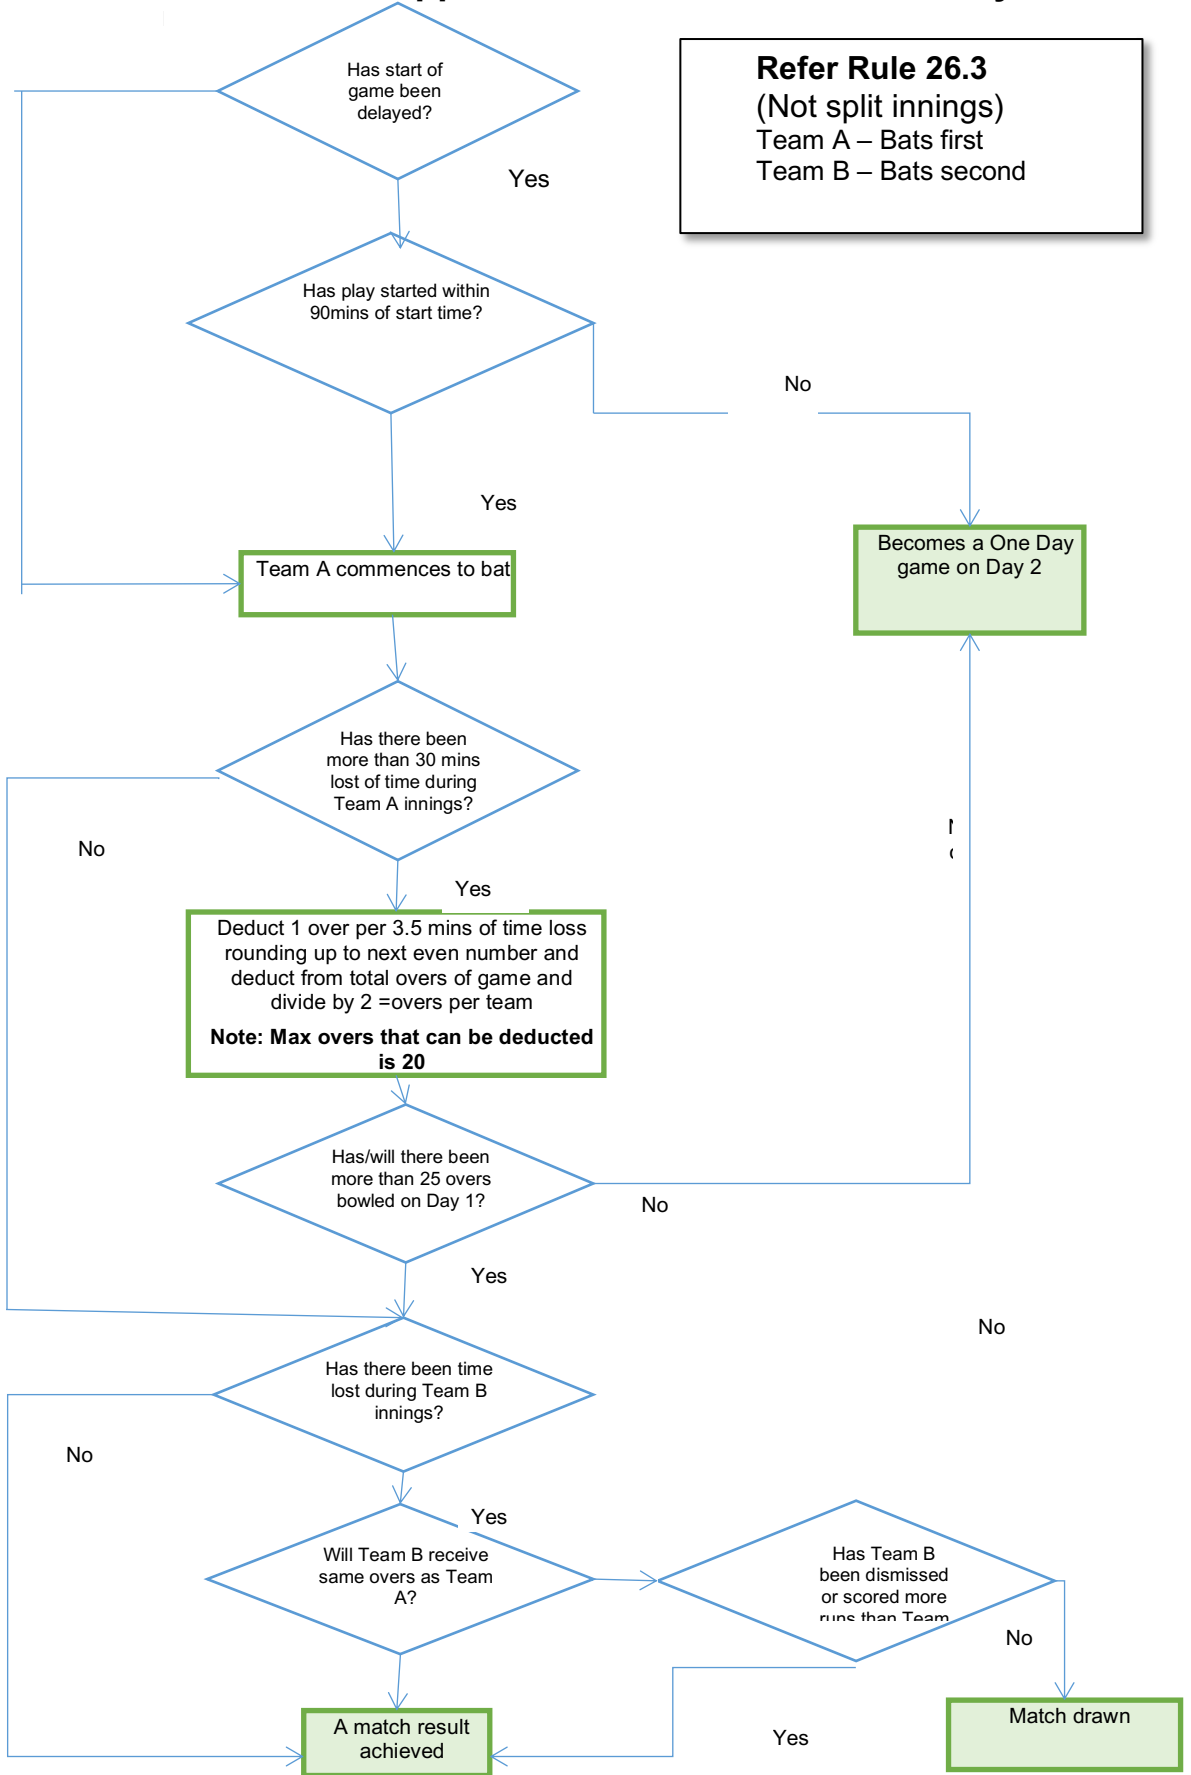 Has start of
game been
delayed?
Refer Rule 26.3
(Not split innings)
Team A – Bats first
Team B – Bats second
Yes
Has play started within
90mins of start time?
No
Yes
Becomes a One Day
game on Day 2
Team A commences to bat
Has there been
more than 30 mins
lost of time during
Team A innings?
No
Yes
Deduct 1 over per 3.5 mins of time loss
rounding up to next even number and
deduct from total overs of game and
divide by 2 =overs per team
Note: Max overs that can be deducted
is 20
Has/will there been
more than 25 overs
bowled on Day 1?
No
Yes
No
Has there been time
lost during Team B
innings?
No
Yes
Will Team B receive
same overs as Team
A?
Has Team B
been dismissed
or scored more
runs than Team
No
A match result
achieved
Yes
Match drawn